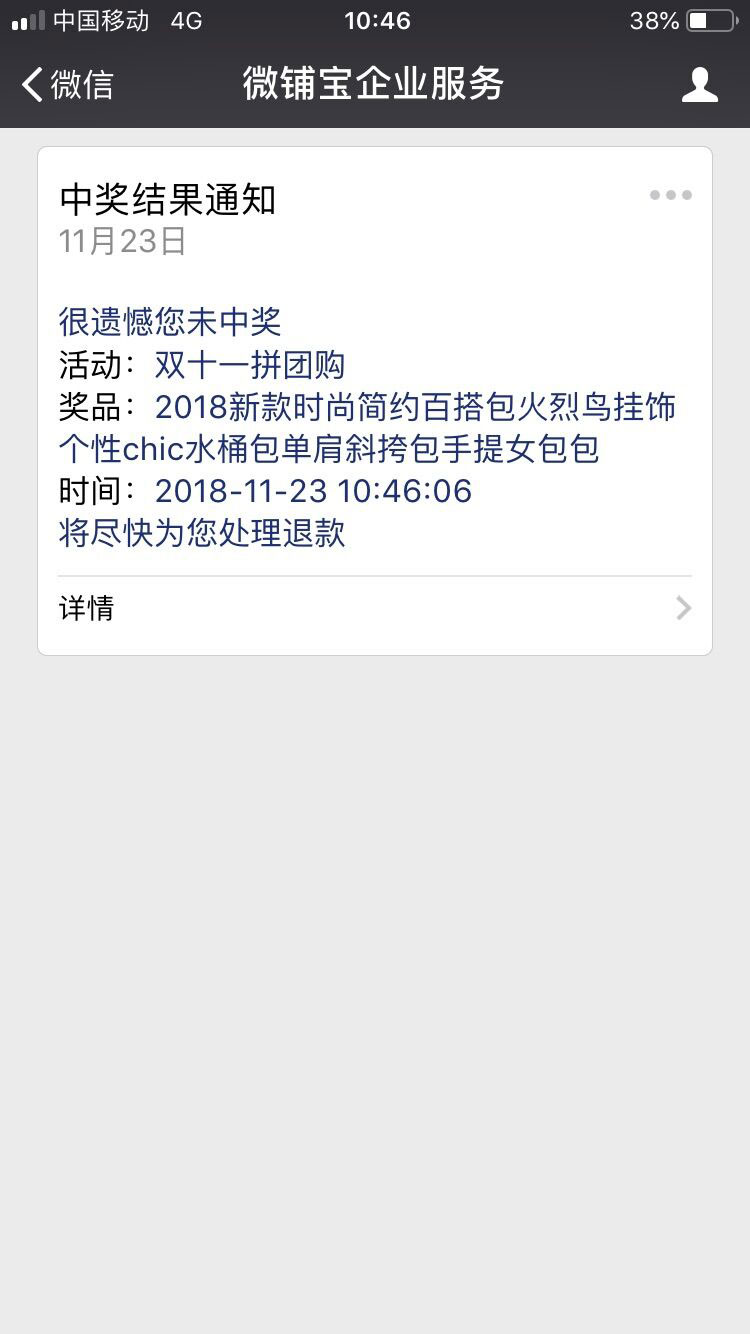 中国移动 4G 10:46 38%
微信 微铺宝企业服务
中奖结果通知
11月23日
很遗憾您未中奖
活动：双十一拼团购
奖品：2018新款时尚简约百搭包火烈鸟挂饰
个性chic水桶包单肩斜挎包手提女包包
时间：2018-11-23 10:46:06
将尽快为您处理退款
详情